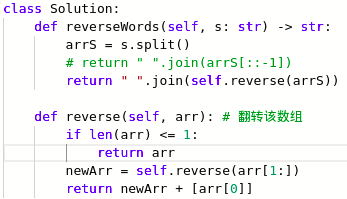 class Solution:
    def reverseWords(self, s: str) -> str:
        arrS = s.split()
        # return " ".join(arrS[::-1])
        return " ".join(self.reverse(arrS))
    def reverse(self, arr): # 翻转该数组
        if len(arr) <= 1:
            return arr
        newArr = self.reverse(arr[1:])
        return newArr + [arr[0]]